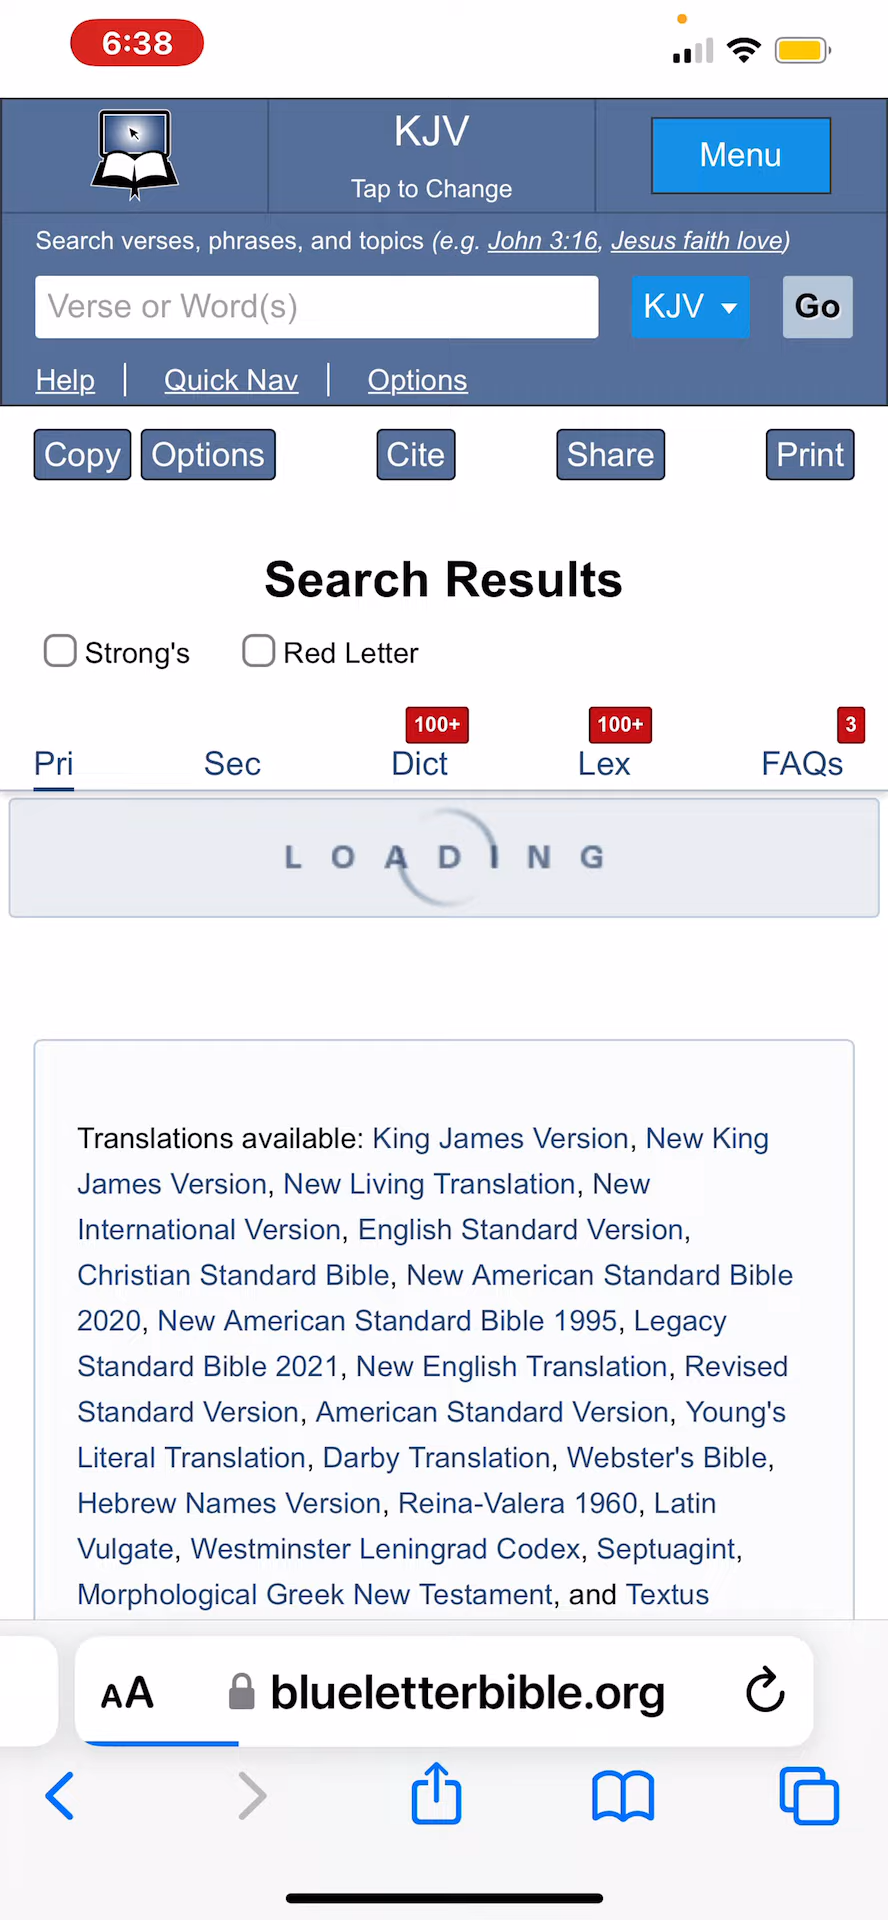 6:38
KJV
Tap to Change
Menu
Search verses, phrases, and topics (e.g. John 3:16, Jesus faith love)
Verse or Word(s)
KJV
Go
Help | Quick Nav | Options
Copy Options Cite Share Print
Search Results
Strong's Red Letter
100+ 100+ 3
Pri Sec Dict Lex FAQs
LOADING
Translations available: King James Version, New King
James Version, New Living Translation, New
International Version, English Standard Version,
Christian Standard Bible, New American Standard Bible
2020, New American Standard Bible 1995, Legacy
Standard Bible 2021, New English Translation, Revised
Standard Version, American Standard Version, Young's
Literal Translation, Darby Translation, Webster's Bible,
Hebrew Names Version, Reina-Valera 1960, Latin
Vulgate, Westminster Leningrad Codex, Septuagint,
Morphological Greek New Testament, and Textus
AA blueletterbible.org